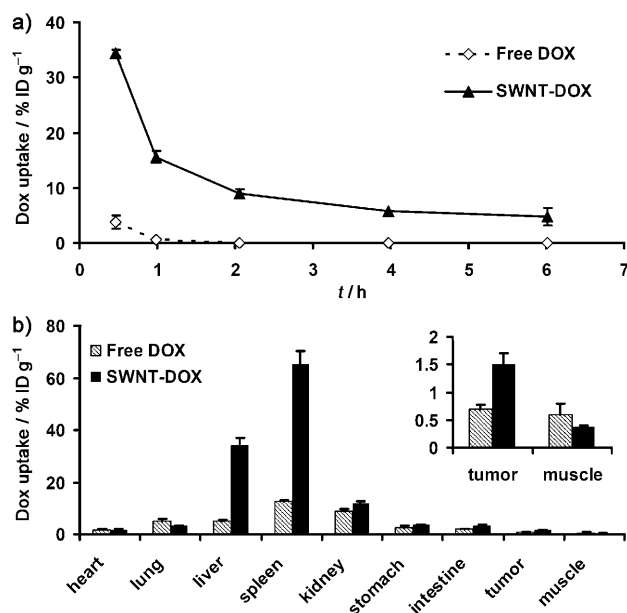 a)
40
30
20
10
0
Dox uptake / % ID g⁻¹
Free DOX
SWNT-DOX
0 1 2 3 4 5 6 7
t / h
b)
80
60
40
20
0
Dox uptake / % ID g⁻¹
Free DOX
SWNT-DOX
2
1.5
1
0.5
0
tumor muscle
heart lung liver spleen kidney stomach intestine tumor muscle